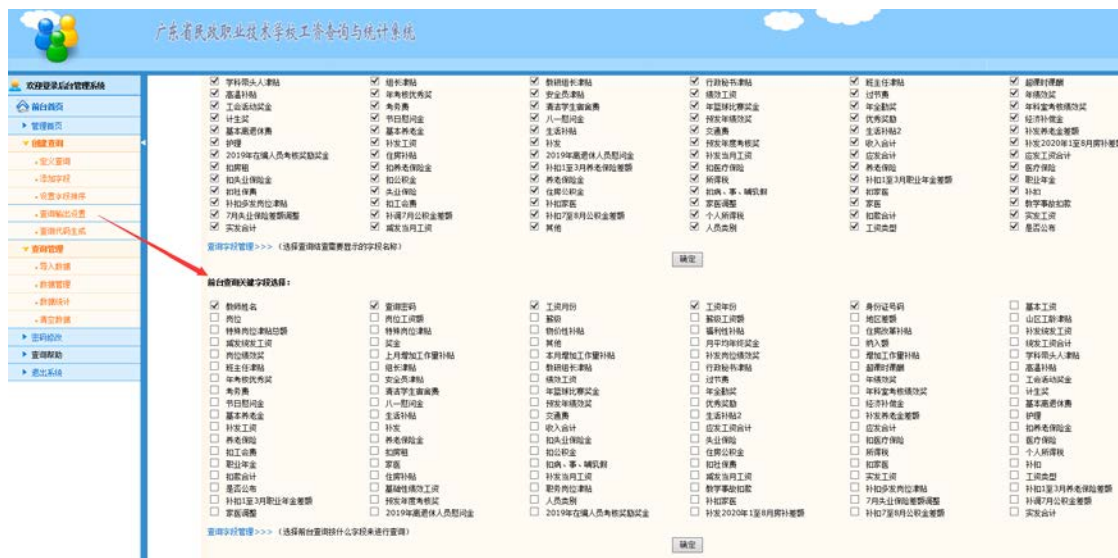 广东省民政职业技术学校工资查询与统计系统
欢迎登录后台管理系统
前台首页
管理首页
创建查询
定义查询
添加字段
设置字段排序
查询输出设置
查询代码生成
查询管理
导入数据
数据管理
数据统计
清空数据
密码修改
查询帮助
退出系统
学科带头人津贴 组长津贴 教研组长津贴 行政秘书津贴 班主任津贴 超课时课酬
高温补贴 年考核优秀奖 安全员津贴 绩效工资 过节费 年绩效奖
工会活动奖金 考务费 清洁学生宿舍费 年篮球比赛奖金 年全勤奖 年科室考核绩效奖
计生奖 节日慰问金 八一慰问金 预发年绩效奖 优秀奖励 经济补偿金
基本离退休费 基本养老金 生活补贴 交通费 生活补贴2 补发养老金差额
护理 补发工资 补发 预发年度考核奖 收入合计 补发2020年1至8月房补差额
2019年在编人员考核奖励奖金 住房补贴 2019年离退休人员慰问金 补发当月工资 应发合计 应发工资合计
扣房租 扣养老保险金 补扣1至3月养老保险差额 扣医疗保险 养老保险 医疗保险
扣失业保险金 扣公积金 养老保险金 所得税 补扣1至3月职业年金差额 职业年金
扣社保费 失业保险 住房公积金 扣病、事、哺乳假 扣家医 补扣
补扣多发岗位津贴 扣工会费 补扣家医 家医调整 家医 教学事故扣款
7月失业保险差额调整 补调7月公积金差额 补扣7至8月公积金差额 个人所得税 扣款合计 实发工资
实发合计 减发当月工资 其他 人员类别 工资类型 是否公布
查询字段管理>>> (选择查询结查需要显示的字段名称)
确定
前台查询关键字段选择:
教师姓名 查询密码 工资月份 工资年份 身份证号码 基本工资
岗位 岗位工资额 薪级 薪级工资额 地区差额 山区工龄津贴
特殊岗位津贴总额 特殊岗位津贴 物价性补贴 福利性补贴 住房改革补贴 补发统发工资
减发统发工资 奖金 其他 月平均年终奖金 纳入额 统发工资合计
岗位绩效奖 上月增加工作量补贴 本月增加工作量补贴 补发岗位绩效奖 增加工作量补贴 学科带头人津贴
班主任津贴 组长津贴 教研组长津贴 行政秘书津贴 超课时课酬 高温补贴
年考核优秀奖 安全员津贴 绩效工资 过节费 年绩效奖 工会活动奖金
考务费 清洁学生宿舍费 年篮球比赛奖金 年全勤奖 年科室考核绩效奖 计生奖
节日慰问金 八一慰问金 预发年绩效奖 优秀奖励 经济补偿金 基本离退休费
基本养老金 生活补贴 交通费 生活补贴2 补发养老金差额 护理
补发工资 补发 收入合计 应发工资合计 应发合计 扣养老保险金
养老保险 养老保险金 扣失业保险金 失业保险 扣医疗保险 医疗保险
扣工会费 扣房租 扣公积金 住房公积金 所得税 个人所得税
职业年金 家医 扣病、事、哺乳假 扣社保费 扣家医 补扣
扣款合计 住房补贴 补发当月工资 减发当月工资 实发工资 工资类型
是否公布 基础性绩效工资 职务岗位津贴 教学事故扣款 补扣多发岗位津贴 补扣1至3月养老保险差额
补扣1至3月职业年金差额 预发年度考核奖 人员类别 补扣家医 7月失业保险差额调整 补调7月公积金差额
家医调整 2019年离退休人员慰问金 2019年在编人员考核奖励奖金 补发2020年1至8月房补差额 补扣7至8月公积金差额 实发合计
查询字段管理>>> (选择前台查询按什么字段来进行查询)
确定